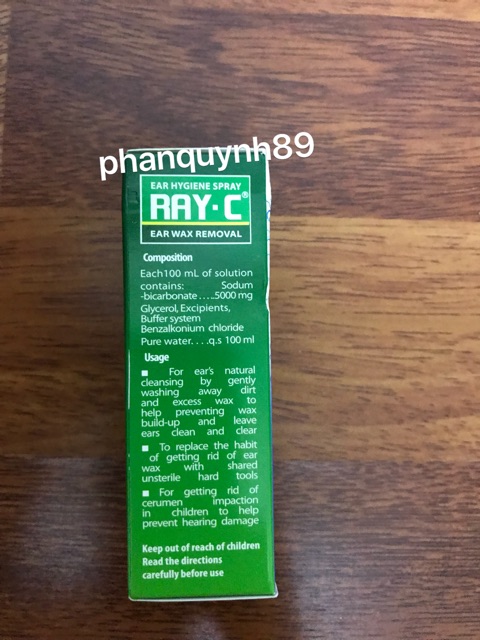 phanquynh89
EAR HYGIENE SPRAY
RAY·C®
EAR WAX REMOVAL
Composition
Each100 mL of solution
contains: Sodum
-bicarbonate.....5000 mg
Glycerol, Excipients,
Buffer system
Benzalkonium chloride
Pure water. . . .q.s 100 ml
Usage
■ For ear's natural
cleansing by gently
washing away dirt
and excess wax to
help preventing wax
build-up and leave
ears clean and clear
■ To replace the habit
of getting rid of ear
wax with shared
unsterile hard tools
■ For getting rid of
cerumen impaction
in children to help
prevent hearing damage
Keep out of reach of children
Read the directions
carefully before use